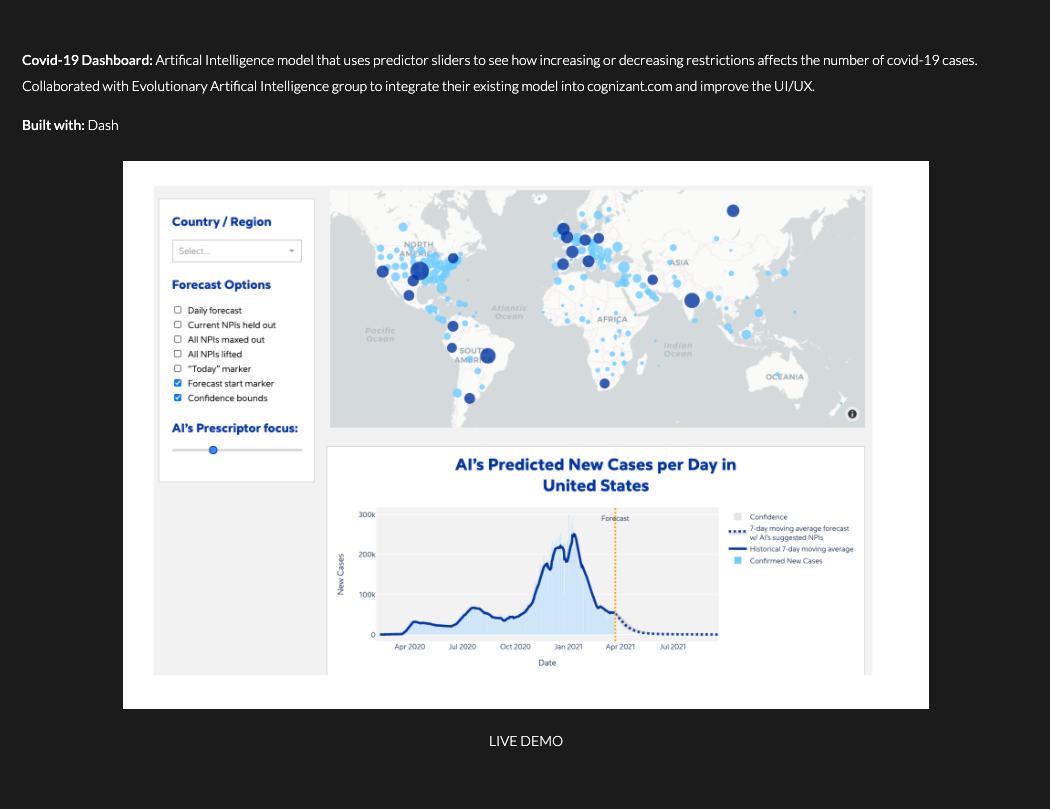 Covid-19 Dashboard: Artifical Intelligence model that uses predictor sliders to see how increasing or decreasing restrictions affects the number of covid-19 cases.
Collaborated with Evolutionary Artifical Intelligence group to integrate their existing model into cognizant.com and improve the UI/UX.
Built with: Dash
Country / Region
Select...
Forecast Options
Daily forecast
Current NPIs held out
All NPIs maxed out
All NPIs lifted
"Today" marker
Forecast start marker
Confidence bounds
AI's Prescriptor focus:
NORTH
AMERICA
ASIA
Atlantic
Ocean
Pacific
Ocean
AFRICA
SOUTH
AMERICA
Indian
Ocean
OCEANIA
AI's Predicted New Cases per Day in
United States
300k
200k
100k
0
New Cases
Forecast
Apr 2020
Jul 2020
Oct 2020
Jan 2021
Apr 2021
Jul 2021
Date
Confidence
7-day moving average forecast
w/ AI's suggested NPIs
Historical 7-day moving average
Confirmed New Cases
LIVE DEMO